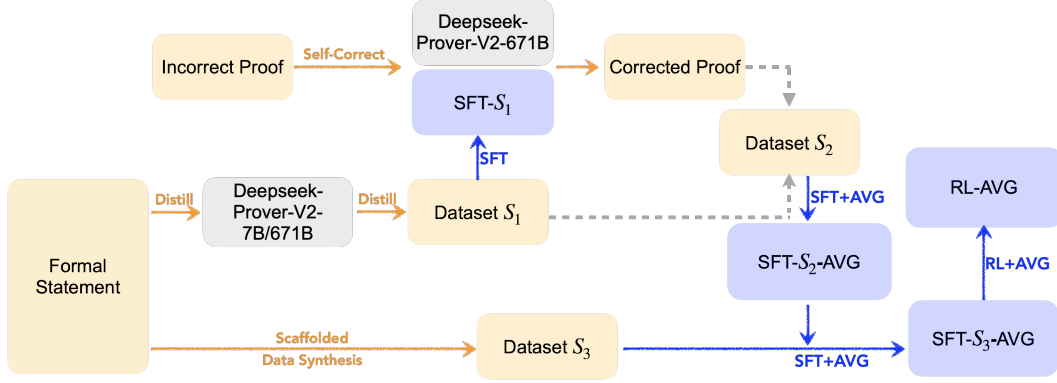 Deepseek-
Prover-V2-671B
Incorrect Proof
Self-Correct
SFT-S₁
Corrected Proof
SFT
Dataset S₂
Formal
Statement
Distill
Deepseek-
Prover-V2-
7B/671B
Distill
Dataset S₁
SFT+AVG
SFT-S₂-AVG
RL-AVG
RL+AVG
Scaffolded
Data Synthesis
Dataset S₃
SFT+AVG
SFT-S₃-AVG